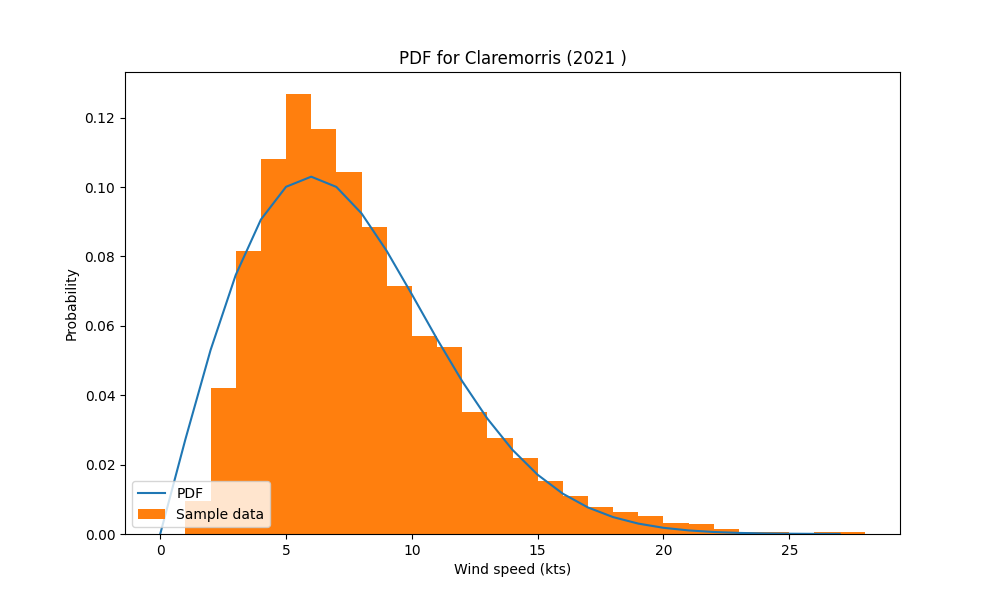 PDF for Claremorris (2021 )
Probability
0.12
0.10
0.08
0.06
0.04
0.02
0.00
PDF
Sample data
0 5 10 15 20 25
Wind speed (kts)